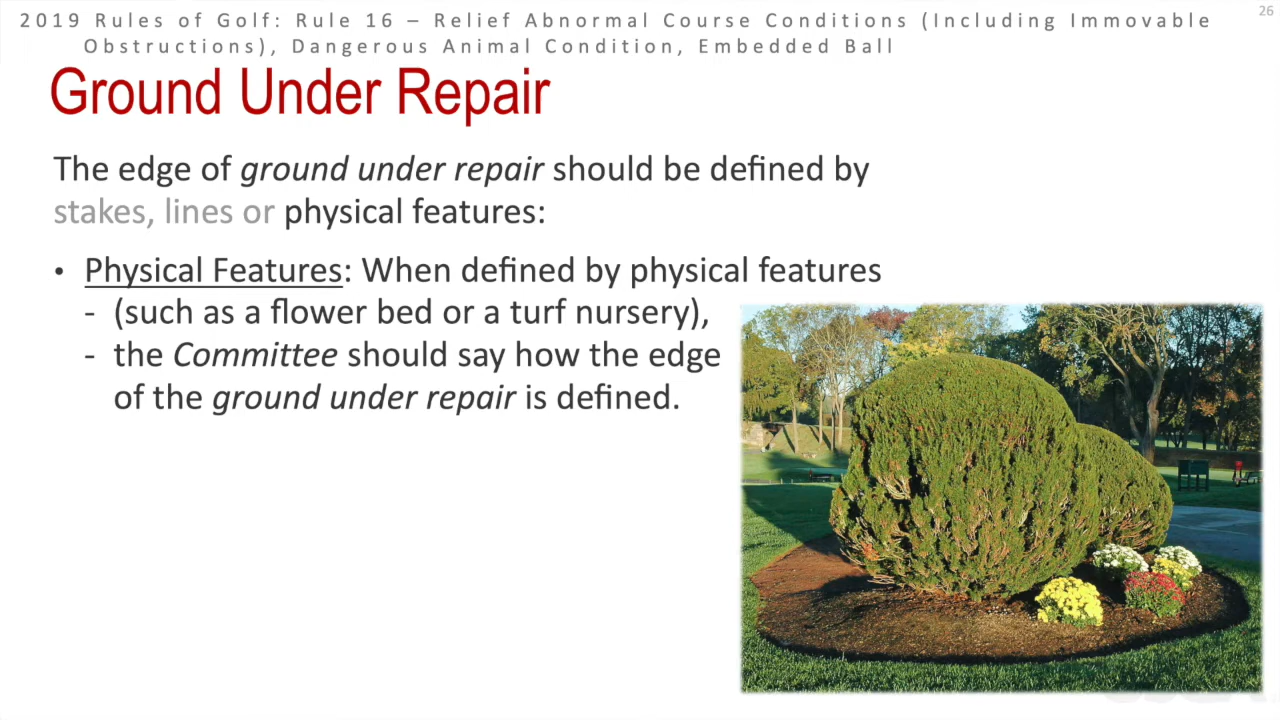 2019 Rules of Golf: Rule 16 – Relief Abnormal Course Conditions (Including Immovable
Obstructions), Dangerous Animal Condition, Embedded Ball
26
Ground Under Repair
The edge of ground under repair should be defined by
stakes, lines or physical features:
• Physical Features: When defined by physical features
- (such as a flower bed or a turf nursery),
- the Committee should say how the edge
of the ground under repair is defined.